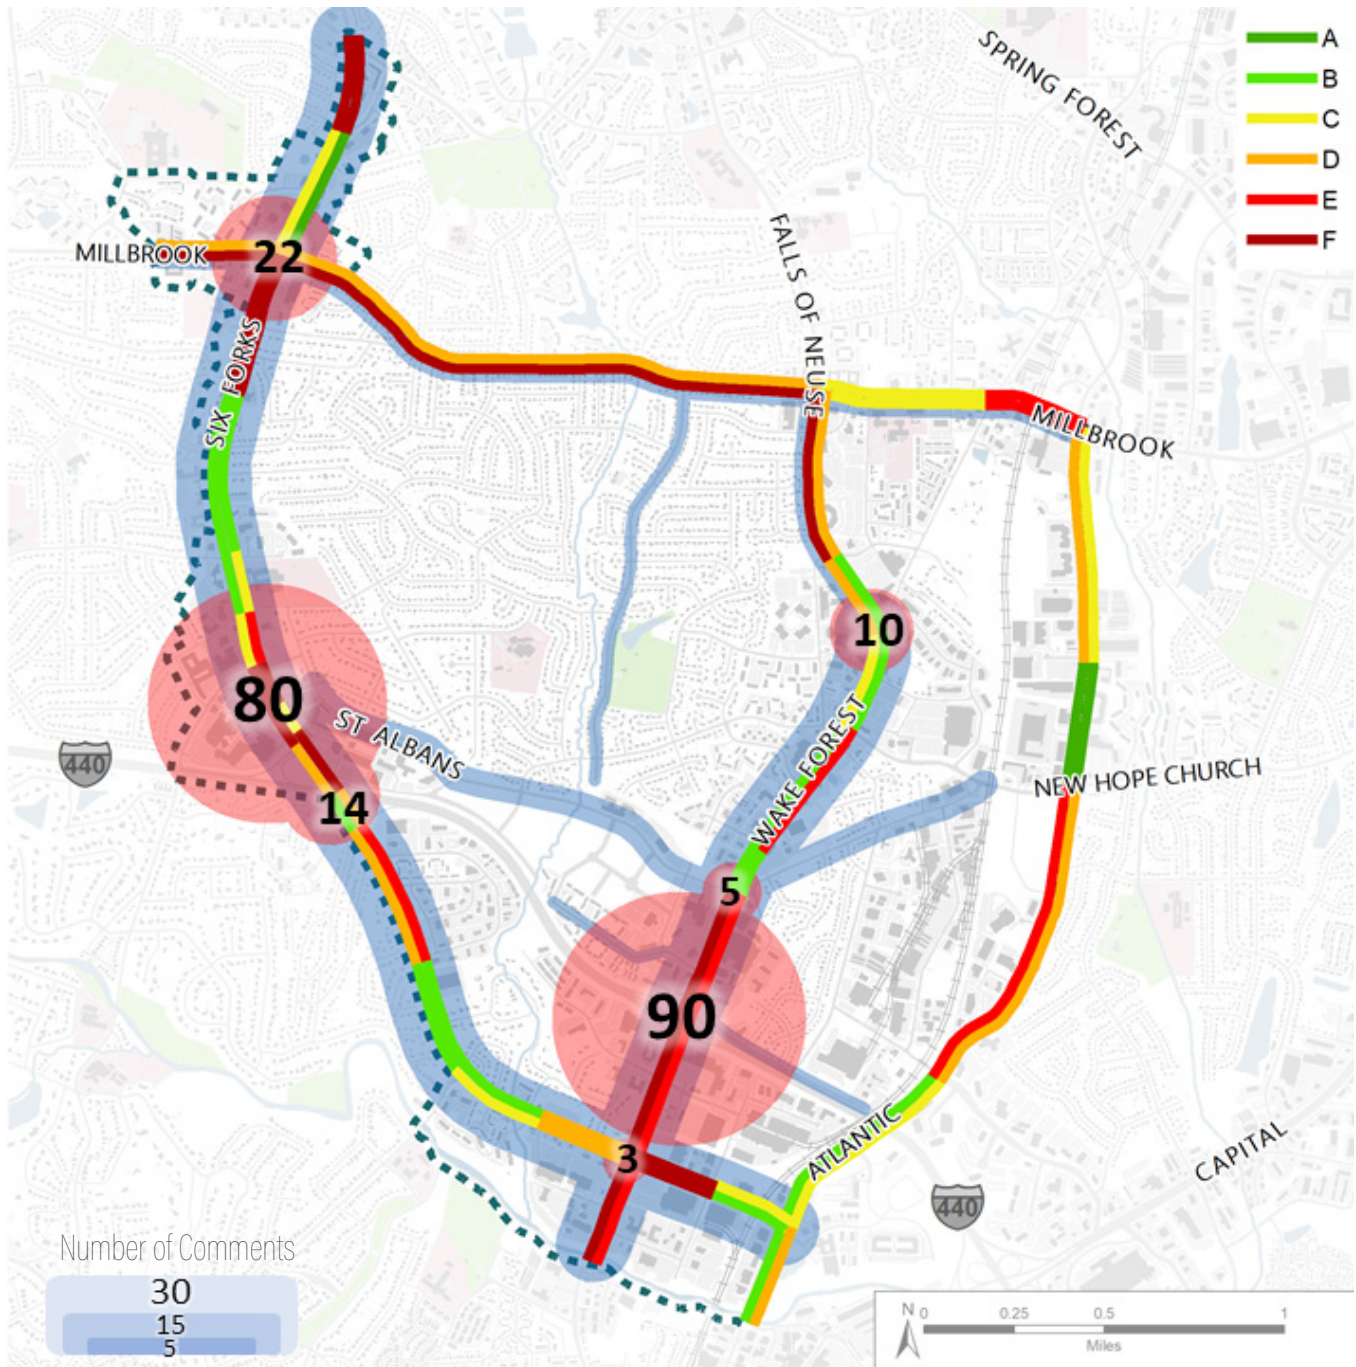 A
B
C
D
E
F
SPRING FOREST
FALLS OF NEUSE
MILLBROOK
22
SIX FORKS
MILLBROOK
10
80
ST ALBANS
WAKE FOREST
440
NEW HOPE CHURCH
14
5
90
ATLANTIC
CAPITAL
3
440
Number of Comments
30
15
5
N
0 0.25 0.5 1
Miles